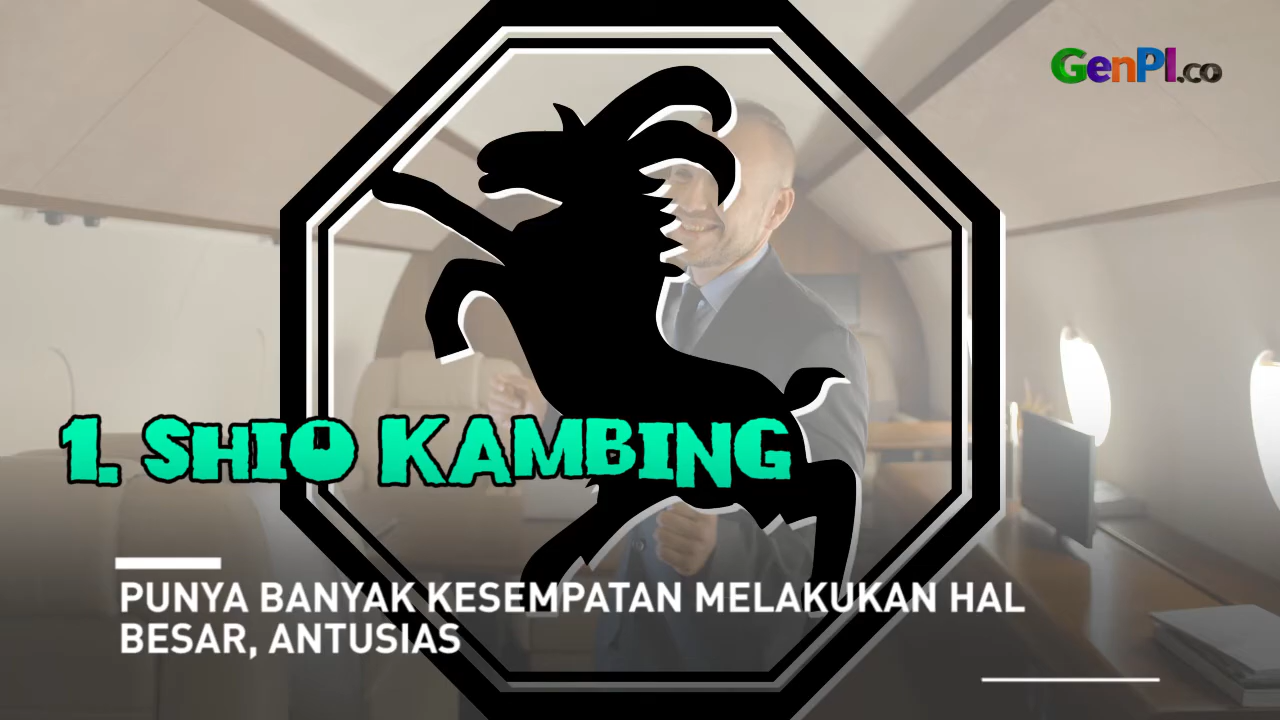 GenPI.co
1. SHIO KAMBING
PUNYA BANYAK KESEMPATAN MELAKUKAN HAL
BESAR, ANTUSIAS